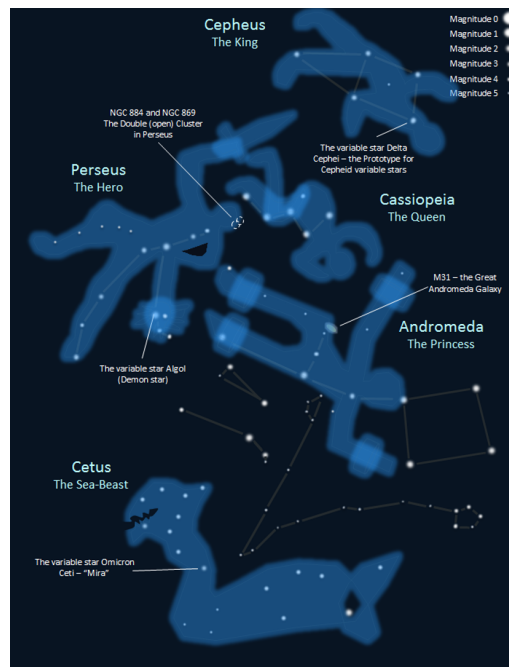 Cepheus
The King
Magnitude 0
Magnitude 1
Magnitude 2
Magnitude 3
Magnitude 4
Magnitude 5
NGC 884 and NGC 869
The Double (open) Cluster
in Perseus
The variable star Delta
Cephei – the Prototype for
Cepheid variable stars
Perseus
The Hero
Cassiopeia
The Queen
M31 – the Great
Andromeda Galaxy
Andromeda
The Princess
The variable star Algol
(Demon star)
Cetus
The Sea-Beast
The variable star Omicron
Ceti – “Mira”